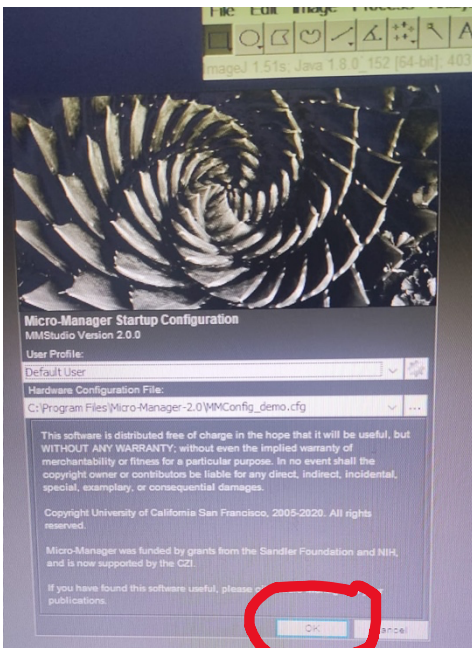 File Edit Image Process
ImageJ 1.51s; Java 1.8.0_152 [64-bit]; 403
Micro-Manager Startup Configuration
MMStudio Version 2.0.0
User Profile:
Default User
Hardware Configuration File:
C:\Program Files\Micro-Manager-2.0\MMConfig_demo.cfg
...
This software is distributed free of charge in the hope that it will be useful, but
WITHOUT ANY WARRANTY; without even the implied warranty of
merchantability or fitness for a particular purpose. In no event shall the
copyright owner or contributors be liable for any direct, indirect, incidental,
special, examplary, or consequential damages.
Copyright University of California San Francisco, 2005-2020. All rights
reserved.
Micro-Manager was funded by grants from the Sandler Foundation and NIH,
and is now supported by the CZI.
If you have found this software useful, please
publications.
OK Cancel